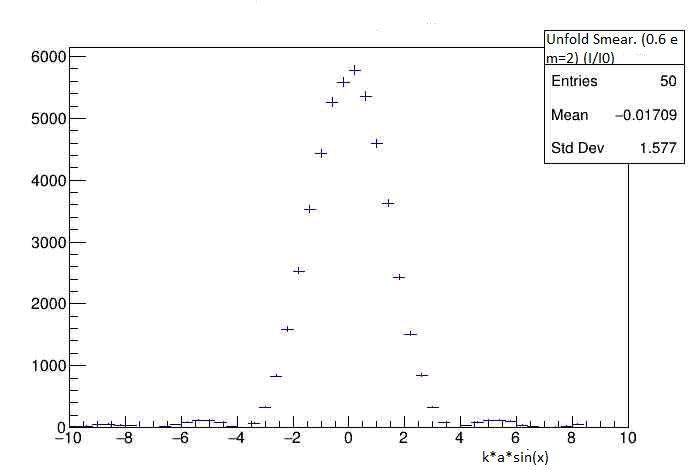 Unfold Smear. (0.6 e
m=2) (I/I0)
Entries 50
Mean −0.01709
Std Dev 1.577
6000
5000
4000
3000
2000
1000
0
−10 −8 −6 −4 −2 0 2 4 6 8 10
k*a*sin(x)